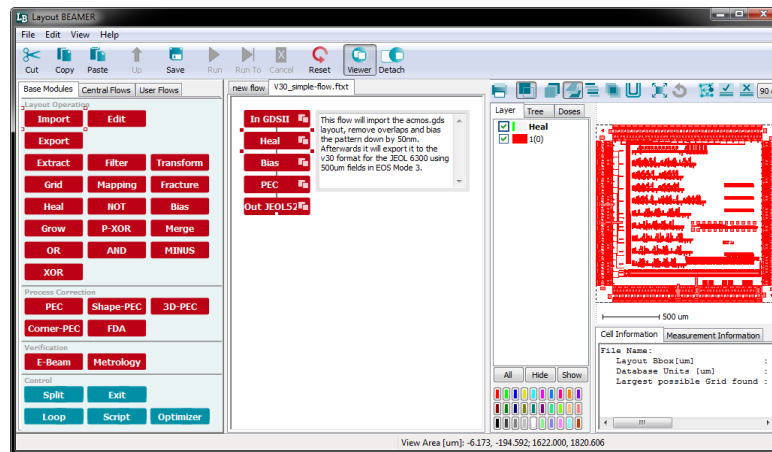 Layout BEAMER
File Edit View Help
Cut Copy Paste Up Save Run Run To Cancel Reset Viewer Detach
Base Modules Central Flows User Flows
Layout Operation
Import Edit
Export
Extract Filter Transform
Grid Mapping Fracture
Heal NOT Bias
Grow P-XOR Merge
OR AND MINUS
XOR
Process Correction
PEC Shape-PEC 3D-PEC
Corner-PEC FDA
Verification
E-Beam Metrology
Control
Split Exit
Loop Script Optimizer
new flow V30_simple-flow.ftxt
In GDSII
Heal
Bias
PEC
Out JEOL52
This flow will import the acmos.gds
layout, remove overlaps and bias
the pattern down by 50nm.
Afterwards it will export it to the
v30 format for the JEOL 6300 using
500um fields in EOS Mode 3.
90
Layer Tree Doses
Heal
1(0)
All Hide Show
500 um
Cell Information Measurement Information
File Name:
Layout Bbox[um] :
Database Units [um] :
Largest possible Grid found :
View Area [um]: -6.173, -194.592; 1622.000, 1820.606